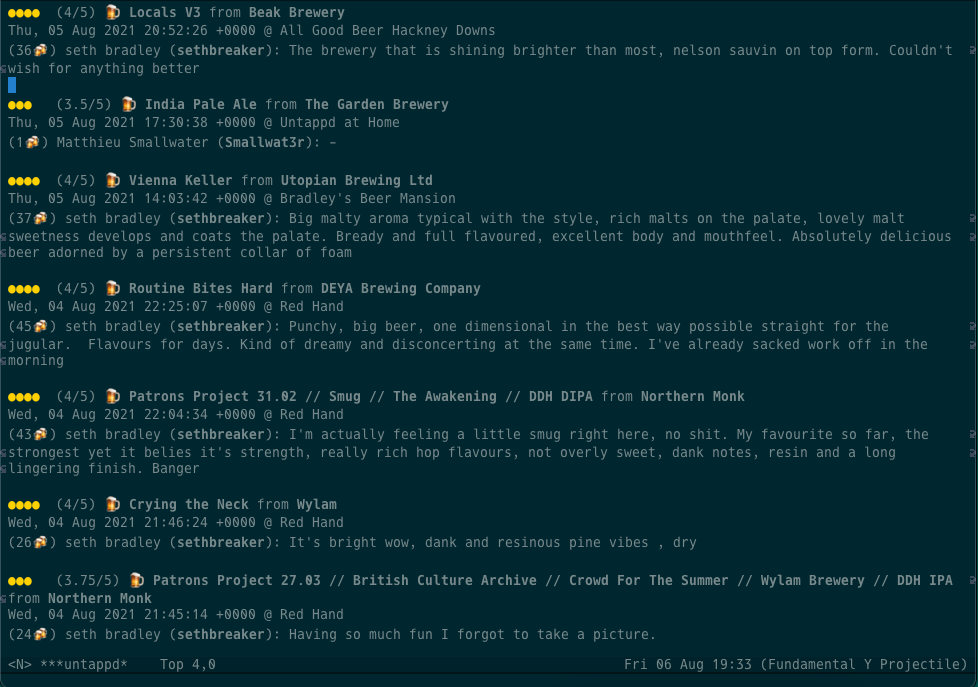 ●●●● (4/5) 🍺 Locals V3 from Beak Brewery
Thu, 05 Aug 2021 20:52:26 +0000 @ All Good Beer Hackney Downs
(36🍻) seth bradley (sethbreaker): The brewery that is shining brighter than most, nelson sauvin on top form. Couldn't
wish for anything better
●●● (3.5/5) 🍺 India Pale Ale from The Garden Brewery
Thu, 05 Aug 2021 17:30:38 +0000 @ Untappd at Home
(1🍻) Matthieu Smallwater (Smallwat3r): -
●●●● (4/5) 🍺 Vienna Keller from Utopian Brewing Ltd
Thu, 05 Aug 2021 14:03:42 +0000 @ Bradley's Beer Mansion
(37🍻) seth bradley (sethbreaker): Big malty aroma typical with the style, rich malts on the palate, lovely malt
sweetness develops and coats the palate. Bready and full flavoured, excellent body and mouthfeel. Absolutely delicious
beer adorned by a persistent collar of foam
●●●● (4/5) 🍺 Routine Bites Hard from DEYA Brewing Company
Wed, 04 Aug 2021 22:25:07 +0000 @ Red Hand
(45🍻) seth bradley (sethbreaker): Punchy, big beer, one dimensional in the best way possible straight for the
jugular.  Flavours for days. Kind of dreamy and disconcerting at the same time. I've already sacked work off in the
morning
●●●● (4/5) 🍺 Patrons Project 31.02 // Smug // The Awakening // DDH DIPA from Northern Monk
Wed, 04 Aug 2021 22:04:34 +0000 @ Red Hand
(43🍻) seth bradley (sethbreaker): I'm actually feeling a little smug right here, no shit. My favourite so far, the
strongest yet it belies it's strength, really rich hop flavours, not overly sweet, dank notes, resin and a long
lingering finish. Banger
●●●● (4/5) 🍺 Crying the Neck from Wylam
Wed, 04 Aug 2021 21:46:24 +0000 @ Red Hand
(26🍻) seth bradley (sethbreaker): It's bright wow, dank and resinous pine vibes , dry
●●● (3.75/5) 🍺 Patrons Project 27.03 // British Culture Archive // Crowd For The Summer // Wylam Brewery // DDH IPA
from Northern Monk
Wed, 04 Aug 2021 21:45:14 +0000 @ Red Hand
(24🍻) seth bradley (sethbreaker): Having so much fun I forgot to take a picture.
<N> ***untappd* Top 4,0 Fri 06 Aug 19:33 (Fundamental Y Projectile)